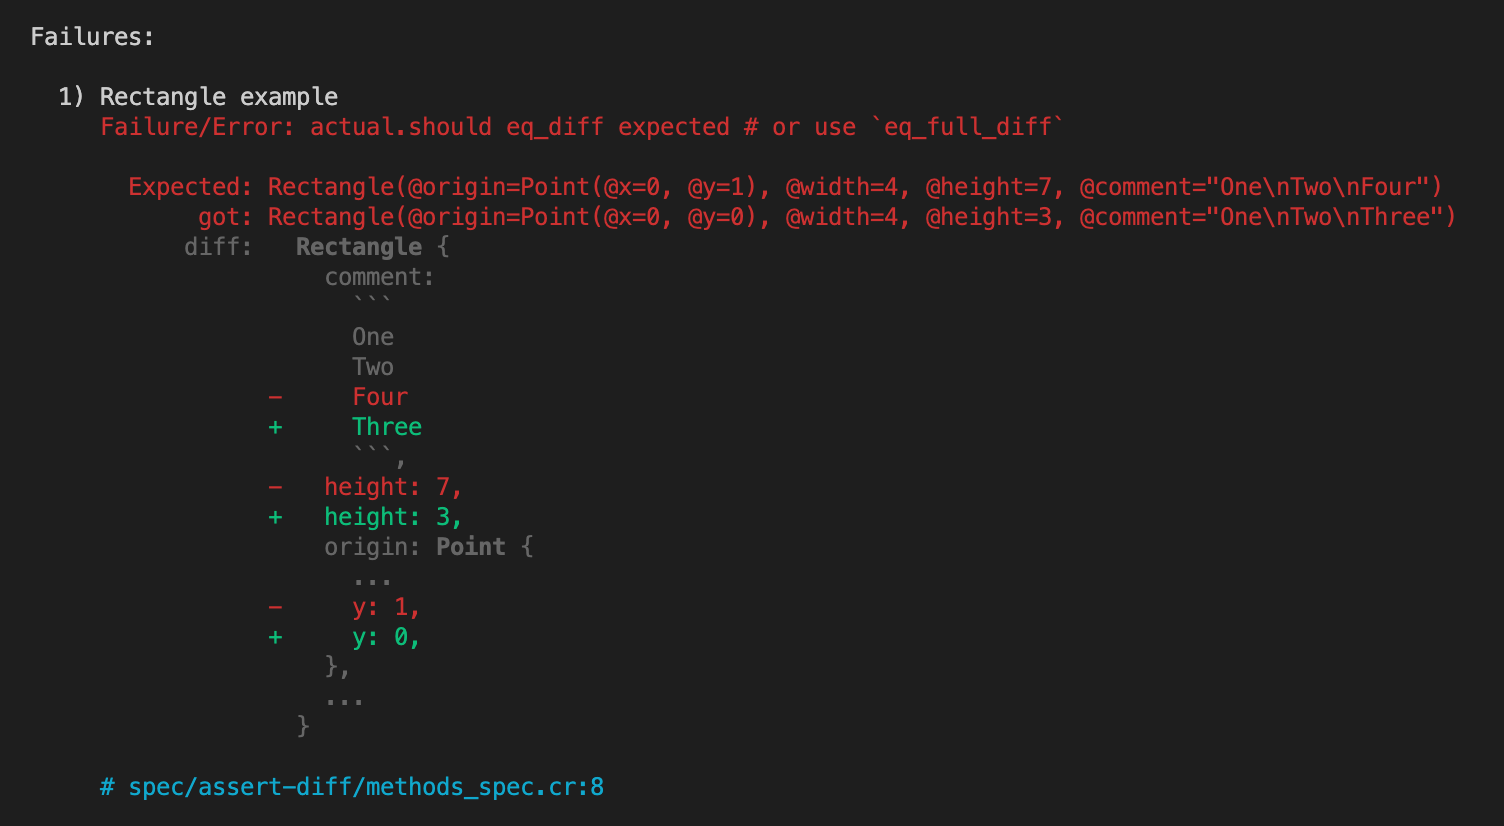 Failures:
1) Rectangle example
Failure/Error: actual.should eq_diff expected # or use `eq_full_diff`
Expected: Rectangle(@origin=Point(@x=0, @y=1), @width=4, @height=7, @comment="One\nTwo\nFour")
got: Rectangle(@origin=Point(@x=0, @y=0), @width=4, @height=3, @comment="One\nTwo\nThree")
diff:   Rectangle {
comment:
```
One
Two
-     Four
+     Three
```,
-   height: 7,
+   height: 3,
origin: Point {
...
-     y: 1,
+     y: 0,
},
...
}
# spec/assert-diff/methods_spec.cr:8